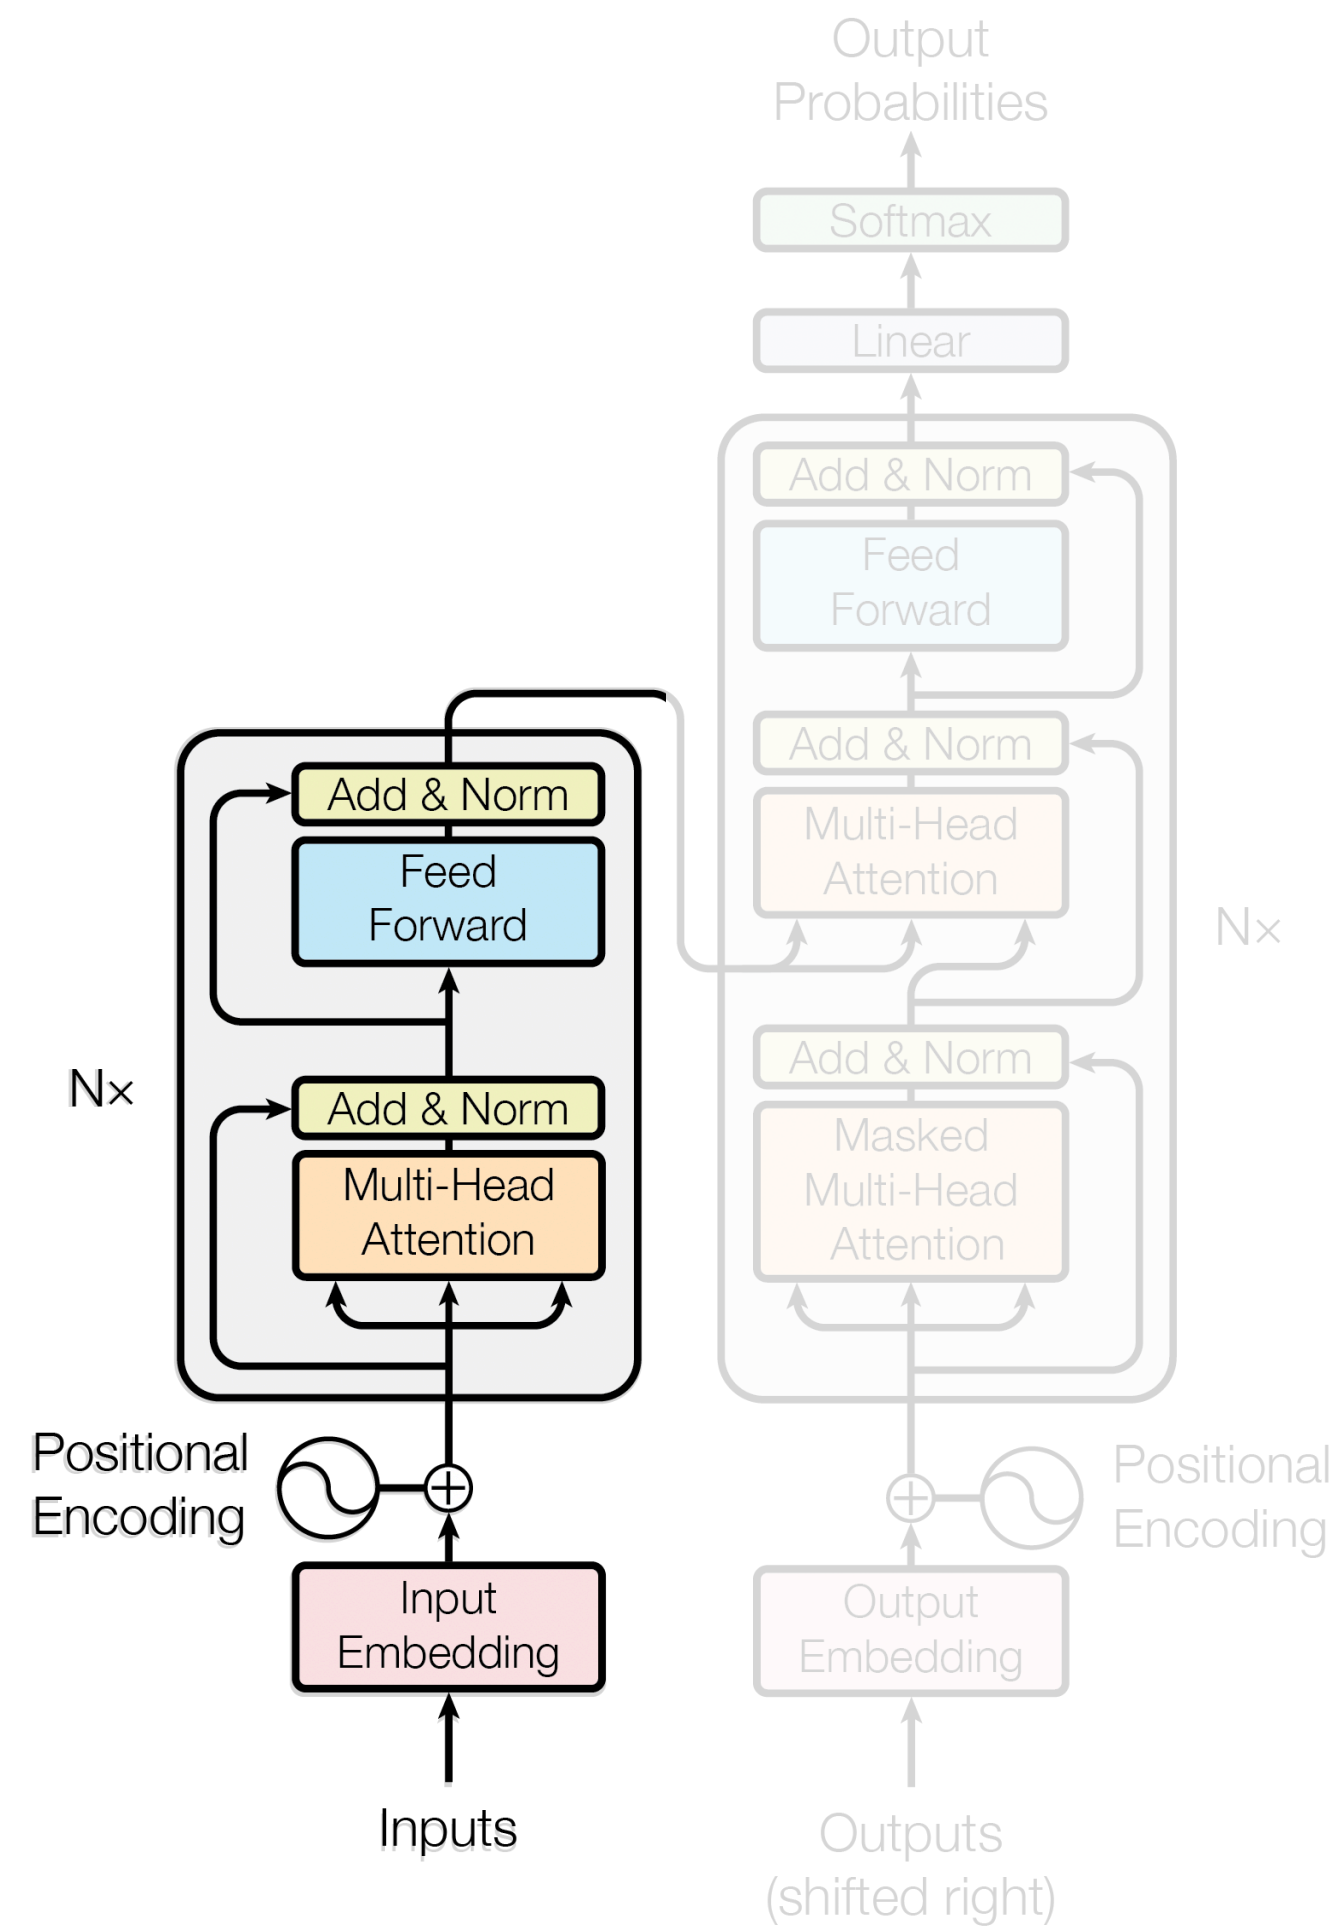 Output
Probabilities
Softmax
Linear
Add & Norm
Feed
Forward
Add & Norm
Multi-Head
Attention
N×
Add & Norm
Masked
Multi-Head
Attention
Positional
Encoding
Output
Embedding
Outputs
(shifted right)
Add & Norm
Feed
Forward
N×
Add & Norm
Multi-Head
Attention
Positional
Encoding
Input
Embedding
Inputs